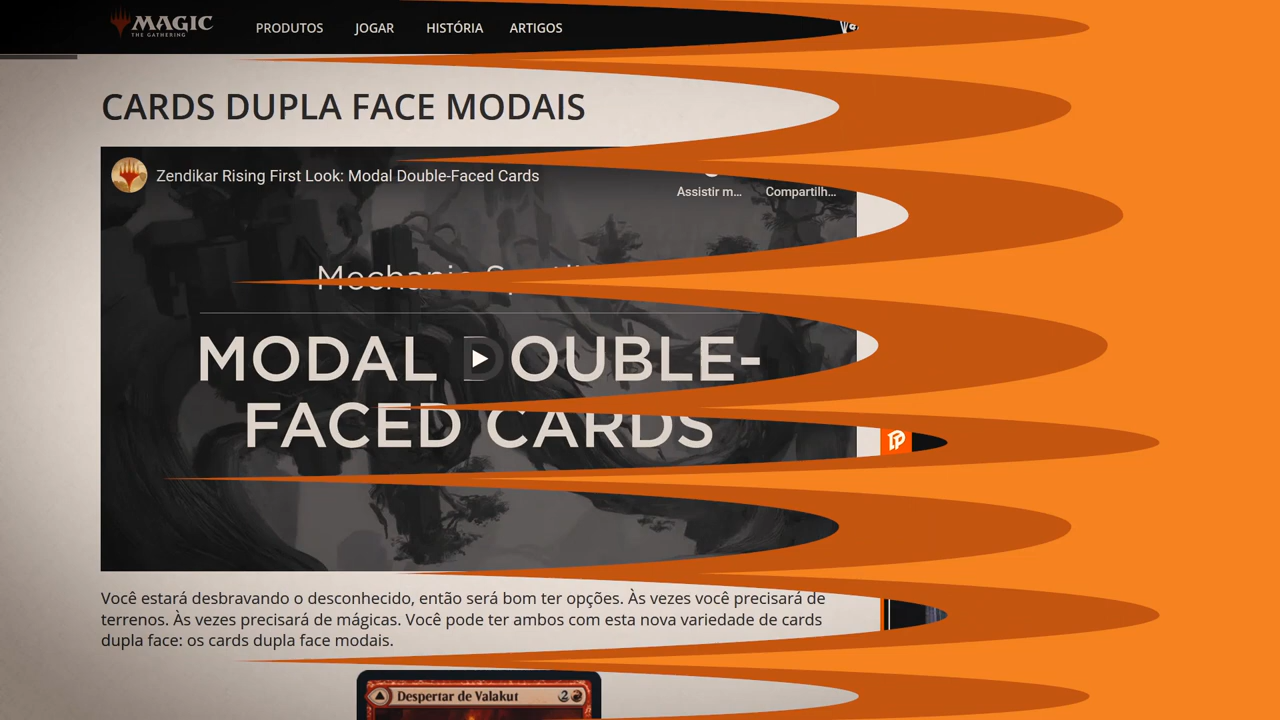 MAGIC
THE GATHERING
PRODUTOS JOGAR HISTÓRIA ARTIGOS
CARDS DUPLA FACE MODAIS
Zendikar Rising First Look: Modal Double-Faced Cards
Assistir m... Compartilh...
MODAL DOUBLE-
FACED CARDS
Você estará desbravando o desconhecido, então será bom ter opções. Às vezes você precisará de
terrenos. Às vezes precisará de mágicas. Você pode ter ambos com esta nova variedade de cards
dupla face: os cards dupla face modais.
Despertar de Valakut 2